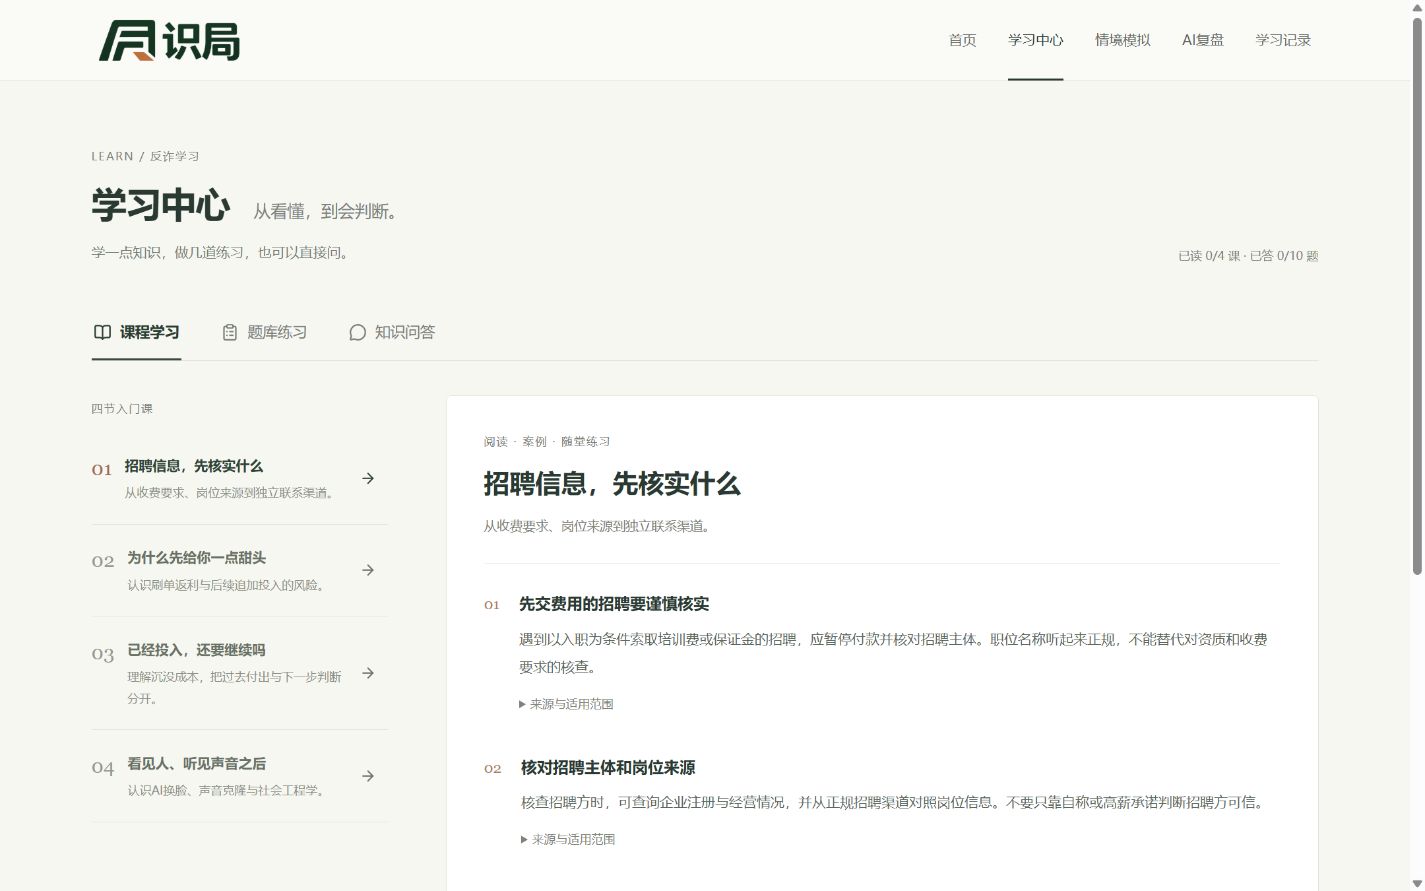 识局
首页
学习中心
情境模拟
AI复盘
学习记录
LEARN / 反诈学习
学习中心
从看懂，到会判断。
学一点知识，做几道练习，也可以直接问。
已读 0/4 课 · 已答 0/10 题
课程学习
题库练习
知识问答
四节入门课
01 招聘信息，先核实什么
从收费要求、岗位来源到独立联系渠道。
02 为什么先给你一点甜头
认识刷单返利与后续追加投入的风险。
03 已经投入，还要继续吗
理解沉没成本，把过去付出与下一步判断
分开。
04 看见人、听见声音之后
认识AI换脸、声音克隆与社会工程学。
阅读 · 案例 · 随堂练习
招聘信息，先核实什么
从收费要求、岗位来源到独立联系渠道。
01 先交费用的招聘要谨慎核实
遇到以入职为条件索取培训费或保证金的招聘，应暂停付款并核对招聘主体。职位名称听起来正规，不能替代对资质和收费
要求的核查。
来源与适用范围
02 核对招聘主体和岗位来源
核查招聘方时，可查询企业注册与经营情况，并从正规招聘渠道对照岗位信息。不要只靠自称或高薪承诺判断招聘方可信。
来源与适用范围